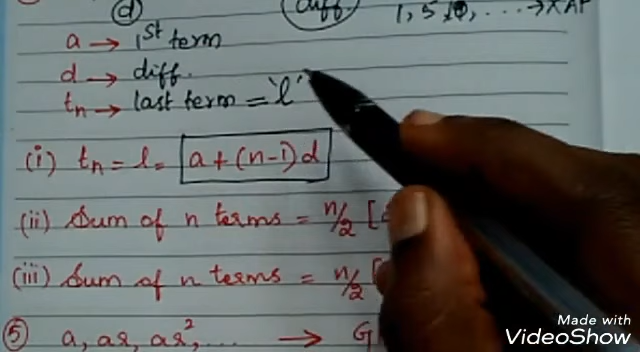 (d) diff. 1, 5, 10, ... → X AP
a → 1st term
d → diff.
tn → last term = 'l'
(i) tn = l = a + (n-1) d
(ii) Sum of n terms = n/2 [
(iii) Sum of n terms = n/2 [
(5) a, ar, ar², ... → G
Made with
VideoShow